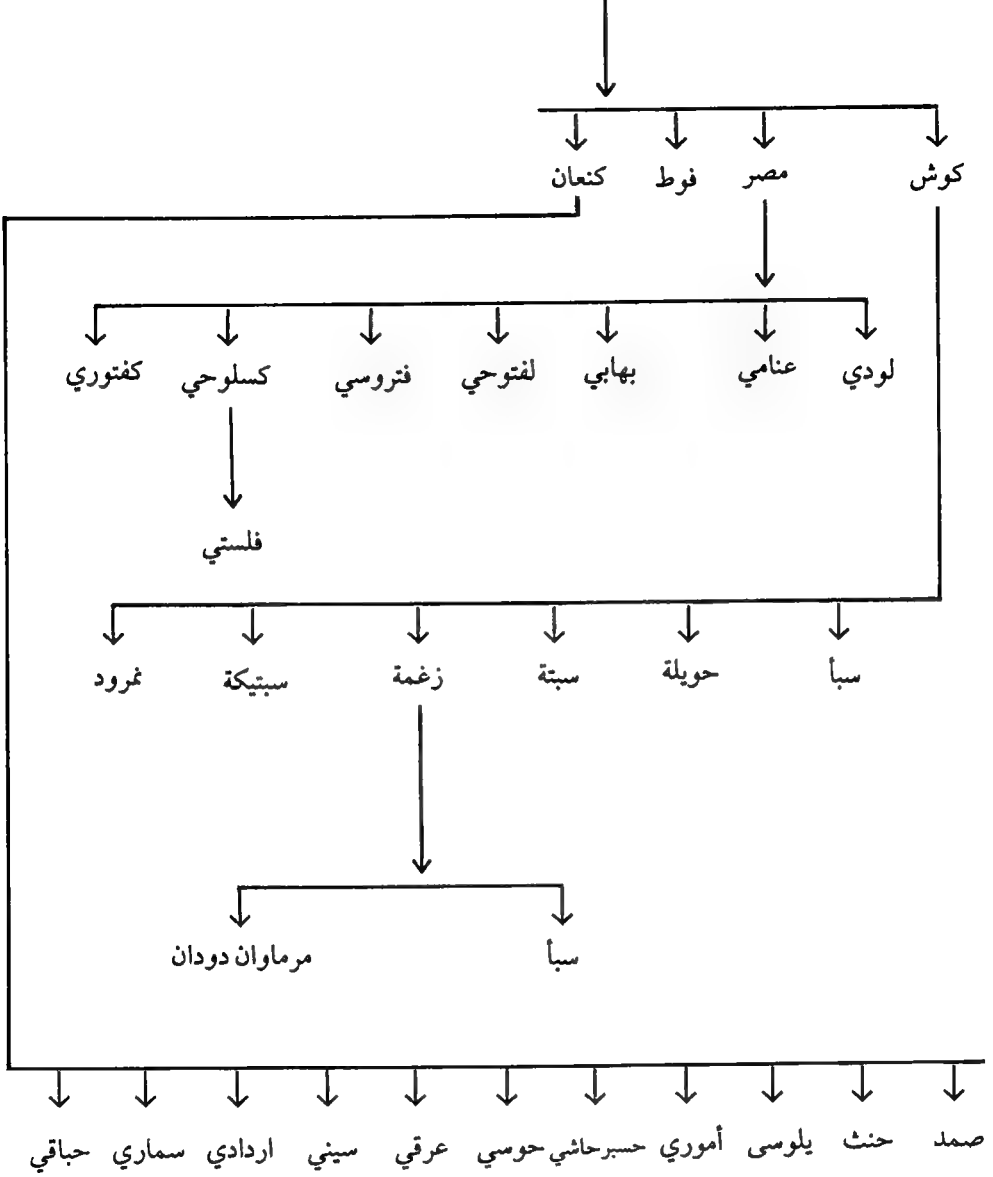 كوش مصر فوط كنعان
لودي عنامي بهابي لفتوحي فتروسي كسلوحي كفتوري
فلستي
سبأ حويلة سبتة زغمة سبتيكة نمرود
سبأ مرماوان دودان
صمد حنث يلوسى أموري حسبرحاشي حوسي عرقي سيني اردادي سماري حباقي